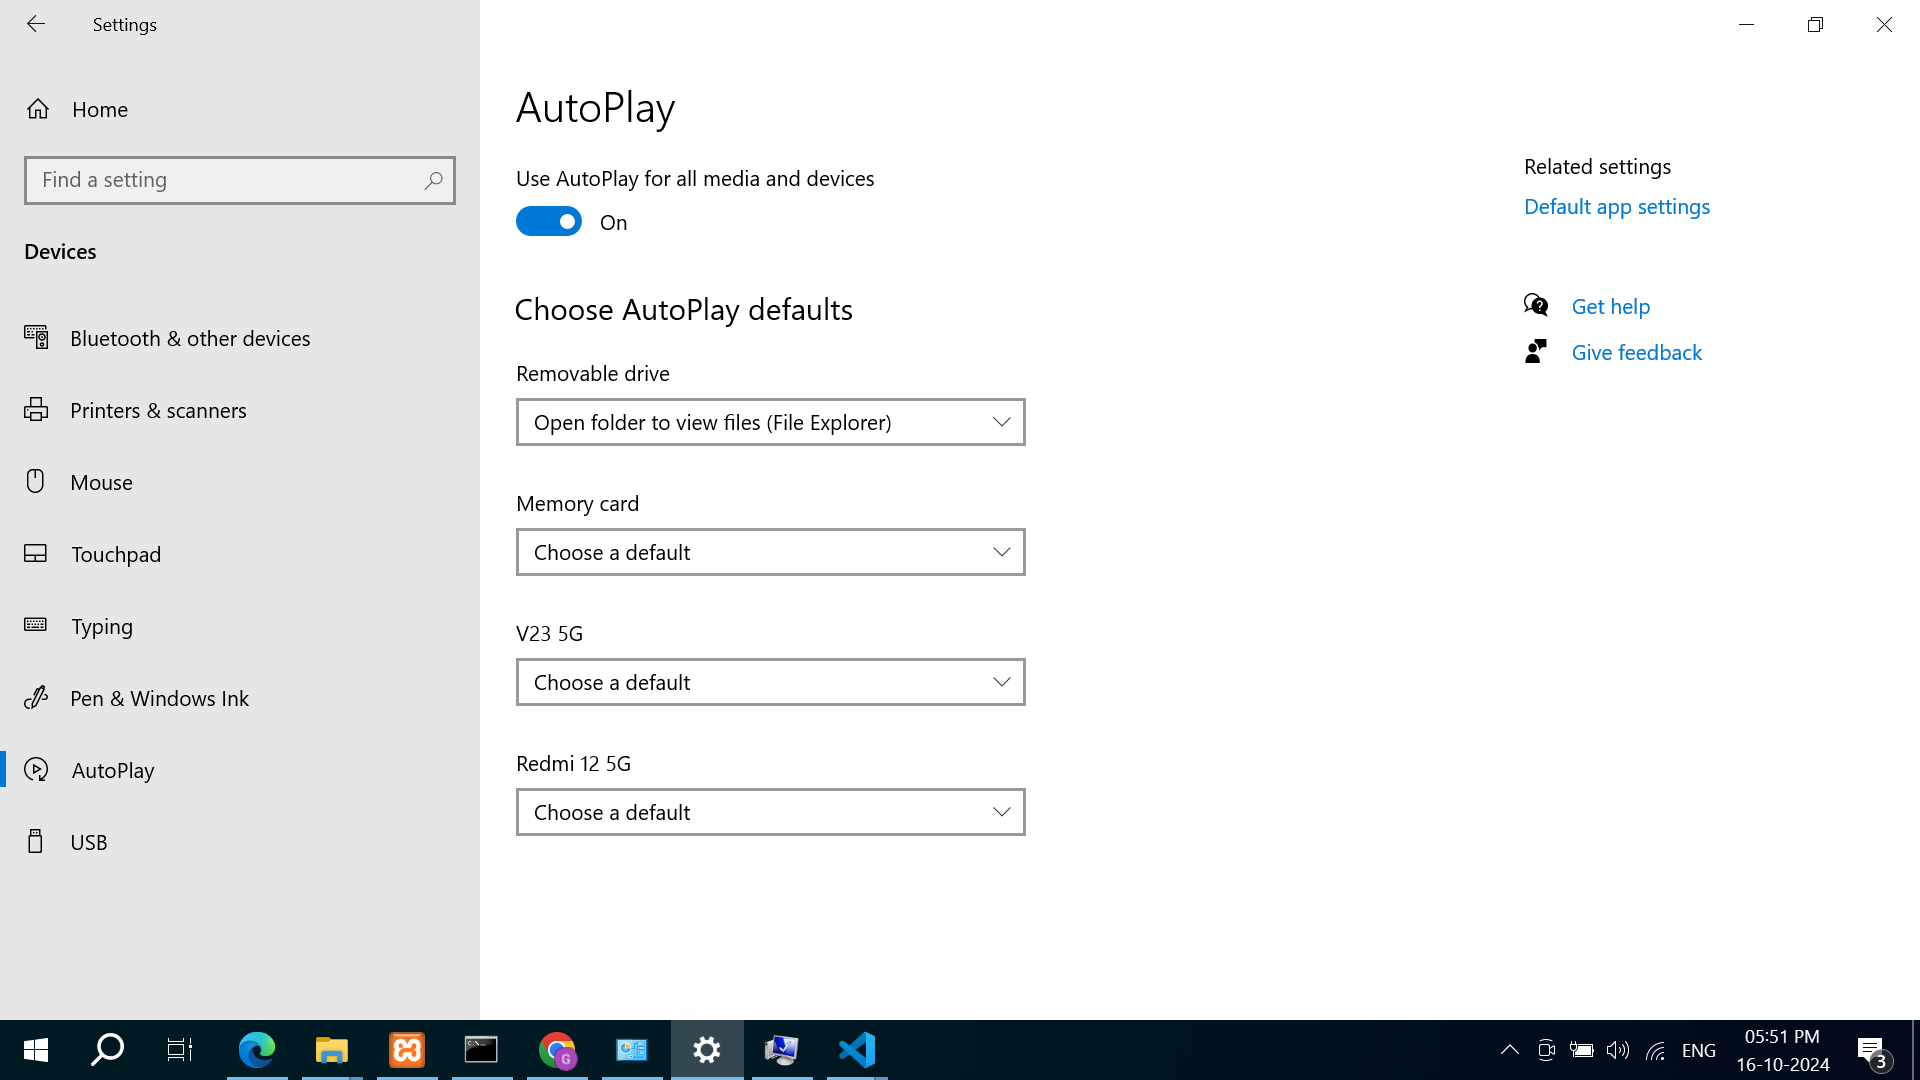 Settings
Home
Find a setting
Devices
Bluetooth & other devices
Printers & scanners
Mouse
Touchpad
Typing
Pen & Windows Ink
AutoPlay
USB
AutoPlay
Use AutoPlay for all media and devices
On
Choose AutoPlay defaults
Removable drive
Open folder to view files (File Explorer)
Memory card
Choose a default
V23 5G
Choose a default
Redmi 12 5G
Choose a default
Related settings
Default app settings
Get help
Give feedback
G
ENG
05:51 PM
16-10-2024
3